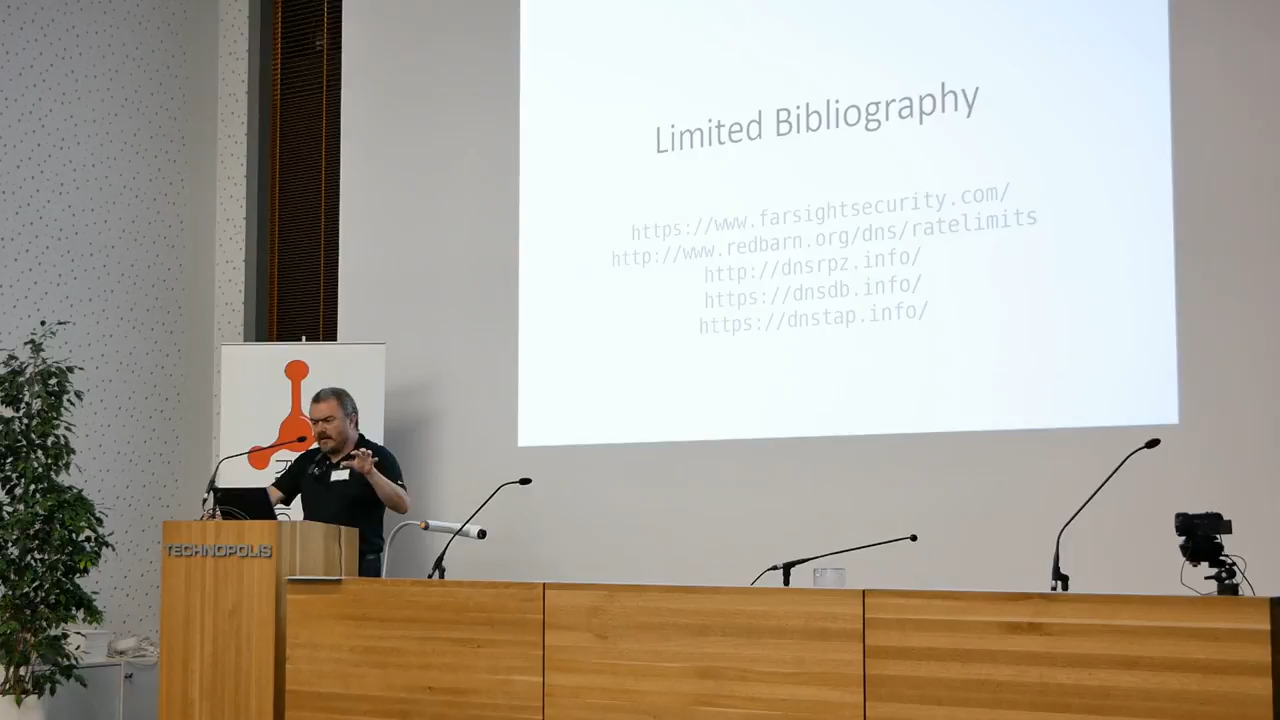 Limited Bibliography
https://www.farsightsecurity.com/
http://www.redbarn.org/dns/ratelimits
http://dnsrpz.info/
https://dnsdb.info/
https://dnstap.info/
TECHNOPOLIS